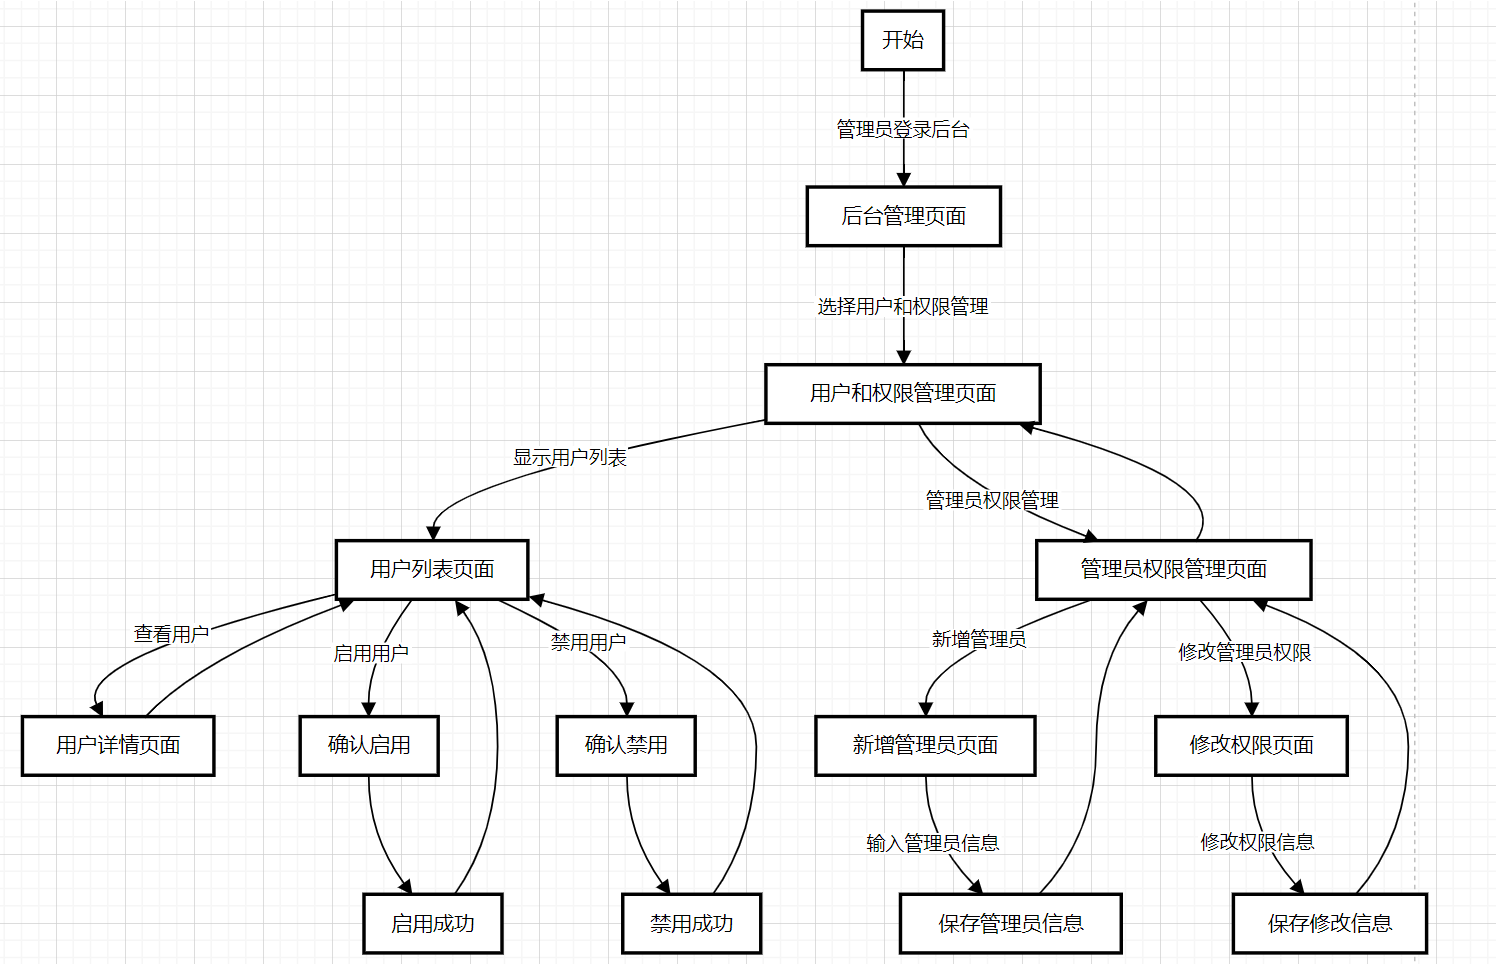 开始
管理员登录后台
后台管理页面
选择用户和权限管理
用户和权限管理页面
显示用户列表
管理员权限管理
用户列表页面
管理员权限管理页面
查看用户
启用用户
禁用用户
新增管理员
修改管理员权限
用户详情页面
确认启用
确认禁用
新增管理员页面
修改权限页面
输入管理员信息
修改权限信息
启用成功
禁用成功
保存管理员信息
保存修改信息